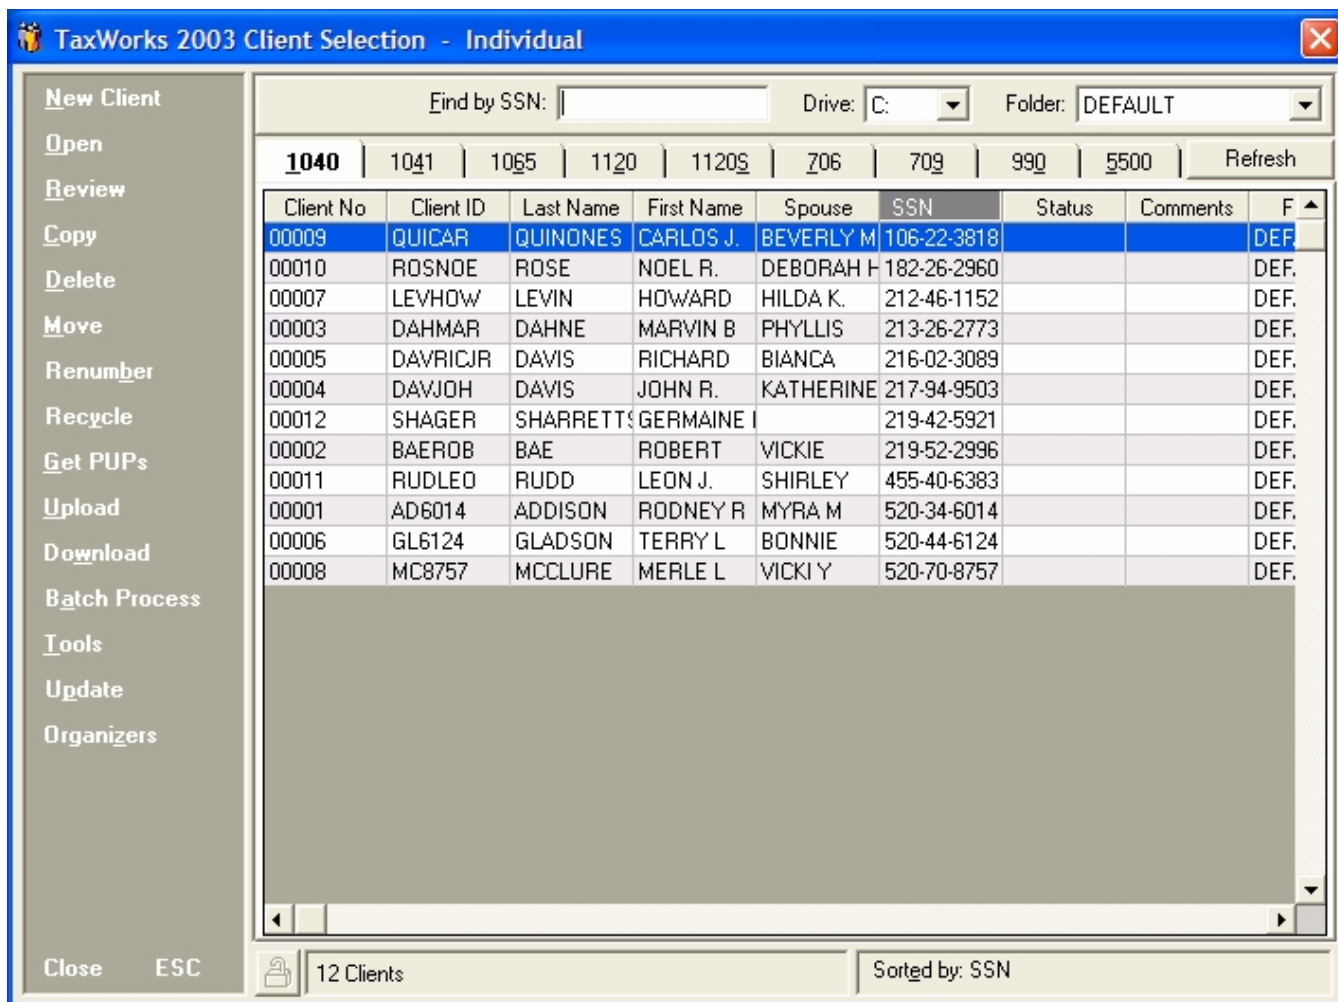 TaxWorks 2003 Client Selection - Individual
New Client
Open
Review
Copy
Delete
Move
Renumber
Recycle
Get PUPs
Upload
Download
Batch Process
Tools
Update
Organizers
Close ESC
Find by SSN: Drive: C: Folder: DEFAULT
1040 1041 1065 1120 1120S 706 709 990 5500 Refresh
Client No Client ID Last Name First Name Spouse SSN Status Comments F
00009 QUICAR QUINONES CARLOS J. BEVERLY M 106-22-3818 DEF.
00010 ROSNOE ROSE NOEL R. DEBORAH H 182-26-2960 DEF.
00007 LEVHOW LEVIN HOWARD HILDA K. 212-46-1152 DEF.
00003 DAHMAR DAHNE MARVIN B PHYLLIS 213-26-2773 DEF.
00005 DAVRICJR DAVIS RICHARD BIANCA 216-02-3089 DEF.
00004 DAVJOH DAVIS JOHN R. KATHERINE 217-94-9503 DEF.
00012 SHAGER SHARRETTS GERMAINE 219-42-5921 DEF.
00002 BAEROB BAE ROBERT VICKIE 219-52-2996 DEF.
00011 RUDLEO RUDD LEON J. SHIRLEY 455-40-6383 DEF.
00001 AD6014 ADDISON RODNEY R MYRA M 520-34-6014 DEF.
00006 GL6124 GLADSON TERRY L BONNIE 520-44-6124 DEF.
00008 MC8757 MCCLURE MERLE L VICKI Y 520-70-8757 DEF.
12 Clients Sorted by: SSN